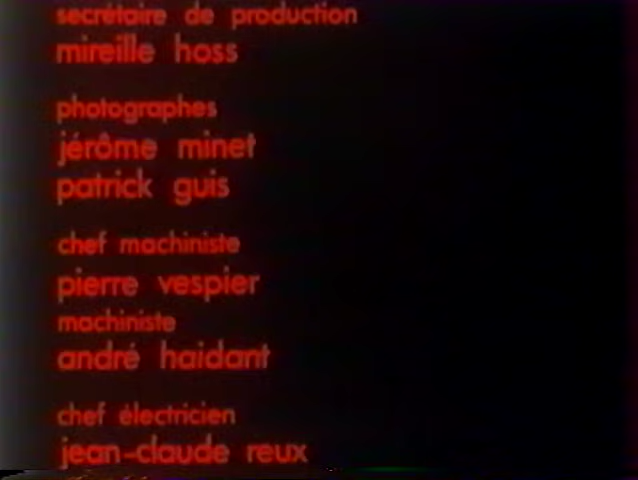 secrétaire de production
mireille hoss
photographes
jérôme minet
patrick guis
chef machiniste
pierre vespier
machiniste
andré haidant
chef électricien
jean-claude reux